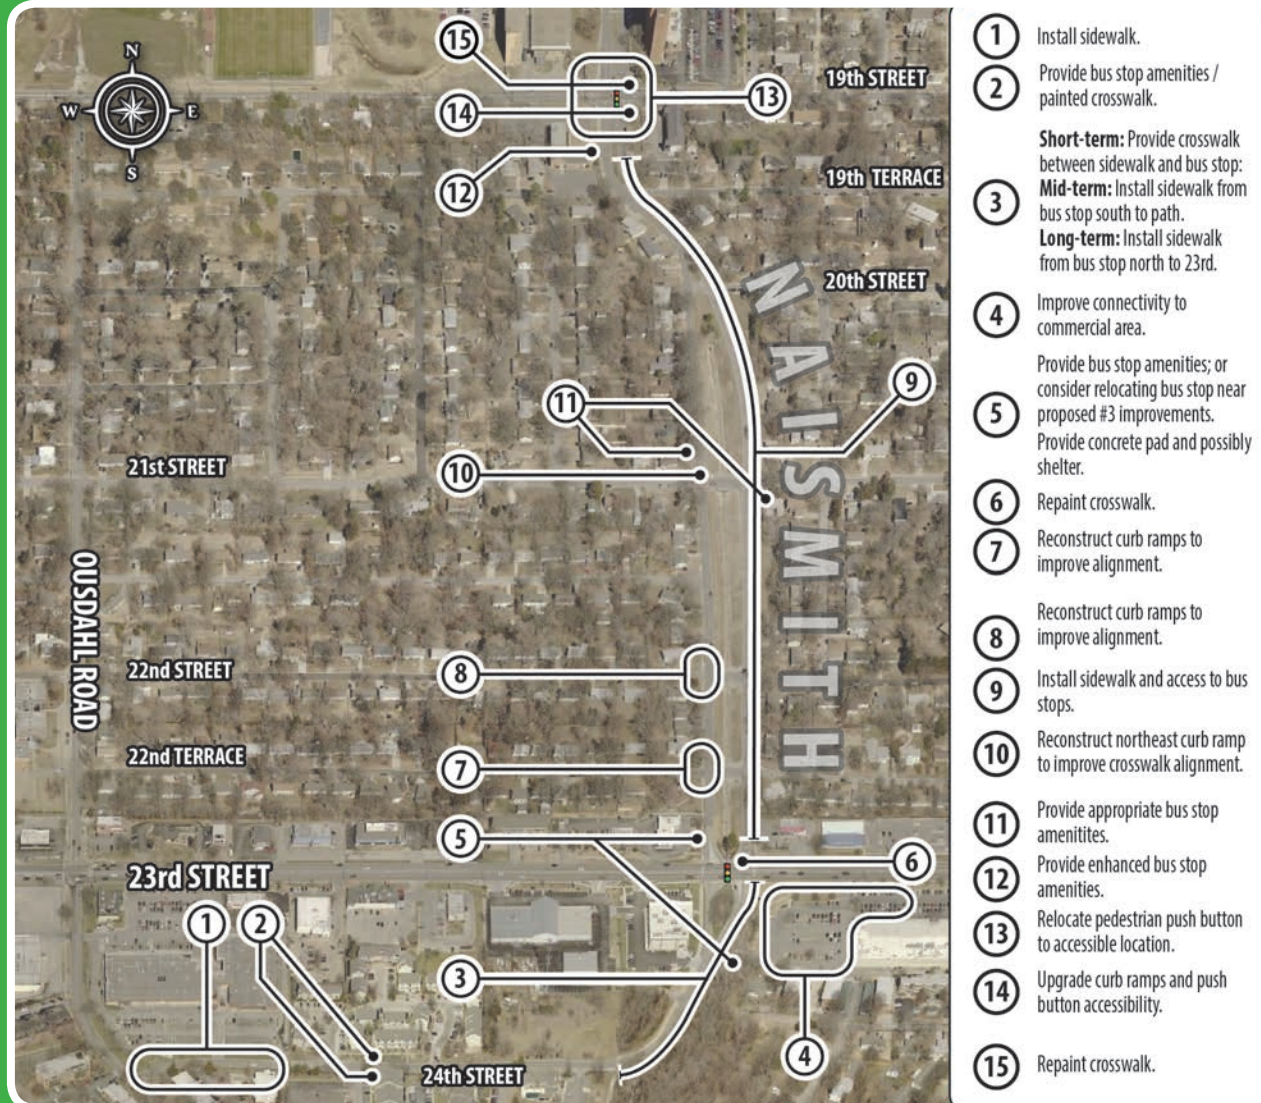 15
19th STREET
13
14
N
W
E
S
12
19th TERRACE
20th STREET
NAISMITH
9
11
10
21st STREET
OUSDAHL ROAD
8
22nd STREET
7
22nd TERRACE
5
6
23rd STREET
1
2
3
4
24th STREET
1
Install sidewalk.
2
Provide bus stop amenities /
painted crosswalk.
3
Short-term: Provide crosswalk
between sidewalk and bus stop:
Mid-term: Install sidewalk from
bus stop south to path.
Long-term: Install sidewalk
from bus stop north to 23rd.
4
Improve connectivity to
commercial area.
5
Provide bus stop amenities; or
consider relocating bus stop near
proposed #3 improvements.
Provide concrete pad and possibly
shelter.
6
Repaint crosswalk.
7
Reconstruct curb ramps to
improve alignment.
8
Reconstruct curb ramps to
improve alignment.
9
Install sidewalk and access to bus
stops.
10
Reconstruct northeast curb ramp
to improve crosswalk alignment.
11
Provide appropriate bus stop
amenitites.
12
Provide enhanced bus stop
amenities.
13
Relocate pedestrian push button
to accessible location.
14
Upgrade curb ramps and push
button accessibility.
15
Repaint crosswalk.